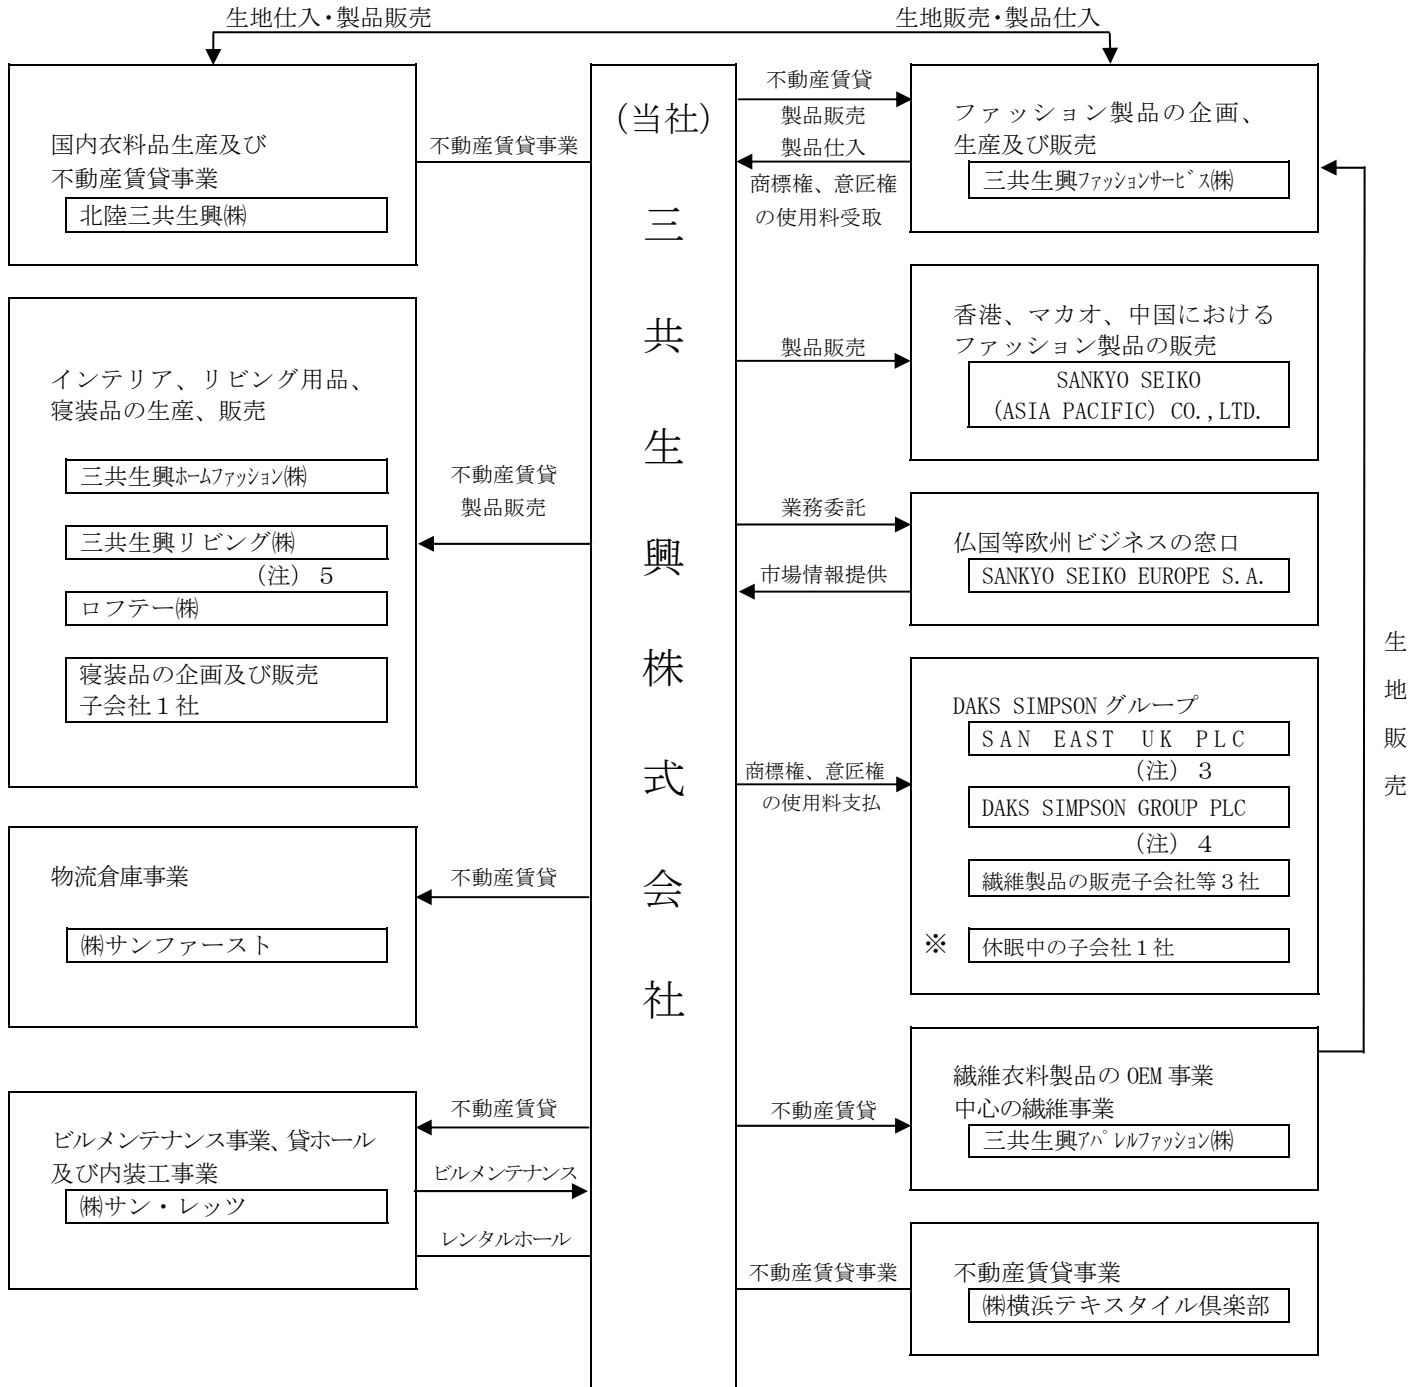 生地仕入・製品販売
生地販売・製品仕入
国内衣料品生産及び
不動産賃貸事業
北陸三共生興㈱
不動産賃貸事業
インテリア、リビング用品、
寝装品の生産、販売
三共生興ﾎｰﾑﾌｧｯｼｮﾝ㈱
三共生興リビング㈱
(注) 5
ロフテー㈱
寝装品の企画及び販売
子会社１社
不動産賃貸
製品販売
物流倉庫事業
㈱サンファースト
不動産賃貸
ビルメンテナンス事業、貸ホール
及び内装工事業
㈱サン・レッツ
不動産賃貸
ビルメンテナンス
レンタルホール
(当社)
三共生興株式会社
不動産賃貸
製品販売
製品仕入
商標権、意匠権
の使用料受取
ファッション製品の企画、
生産及び販売
三共生興ﾌｧｯｼｮﾝｻｰﾋﾞｽ㈱
製品販売
香港、マカオ、中国における
ファッション製品の販売
SANKYO SEIKO
(ASIA PACIFIC) CO.,LTD.
業務委託
市場情報提供
仏国等欧州ビジネスの窓口
SANKYO SEIKO EUROPE S.A.
商標権、意匠権
の使用料支払
DAKS SIMPSON グループ
SAN EAST UK PLC
(注) 3
DAKS SIMPSON GROUP PLC
(注) 4
繊維製品の販売子会社等３社
※ 休眠中の子会社１社
不動産賃貸
繊維衣料製品の OEM 事業
中心の繊維事業
三共生興ｱﾊﾟﾚﾙﾌｧｯｼｮﾝ㈱
不動産賃貸事業
不動産賃貸事業
㈱横浜テキスタイル倶楽部
生地販売